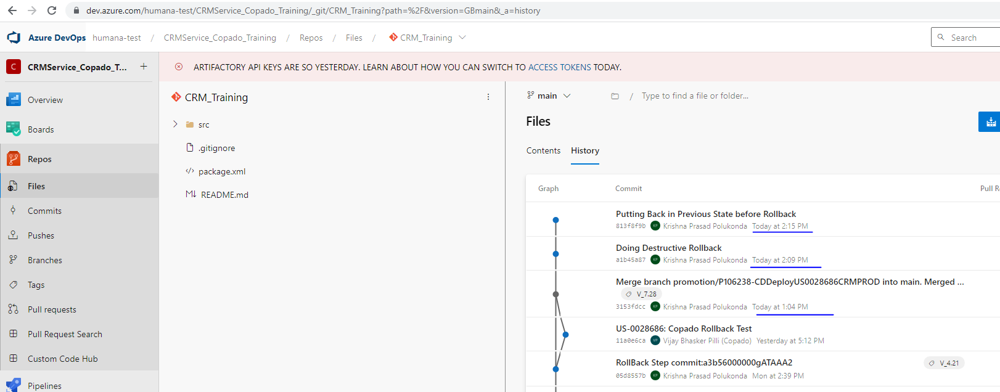 dev.azure.com/humana-test/CRMService_Copado_Training/_git/CRM_Training?path=%2F&version=GBmain&_a=history
Azure DevOps humana-test / CRMService_Copado_Training / Repos / Files / CRM_Training
Search
C CRMService_Copado_T... +
ARTIFACTORY API KEYS ARE SO YESTERDAY. LEARN ABOUT HOW YOU CAN SWITCH TO ACCESS TOKENS TODAY.
Overview
Boards
Repos
Files
Commits
Pushes
Branches
Tags
Pull requests
Pull Request Search
Custom Code Hub
Pipelines
CRM_Training
src
.gitignore
package.xml
README.md
main / Type to find a file or folder...
Files
Contents History
Graph Commit Pull R
Putting Back in Previous State before Rollback
813f8f9b KP Krishna Prasad Polukonda Today at 2:15 PM
Doing Destructive Rollback
a1b45a87 KP Krishna Prasad Polukonda Today at 2:09 PM
Merge branch promotion/P106238-CDDeployUS0028686CRMPROD into main. Merged ...
V_7.28
3153fdcc KP Krishna Prasad Polukonda Today at 1:04 PM
US-0028686: Copado Rollback Test
11a0e6ca VP Vijay Bhasker Pilli (Copado) Yesterday at 5:12 PM
RollBack Step commit:a3b56000000gATAAA2 V_4.21
05d8557b KP Krishna Prasad Polukonda Mon at 2:39 PM